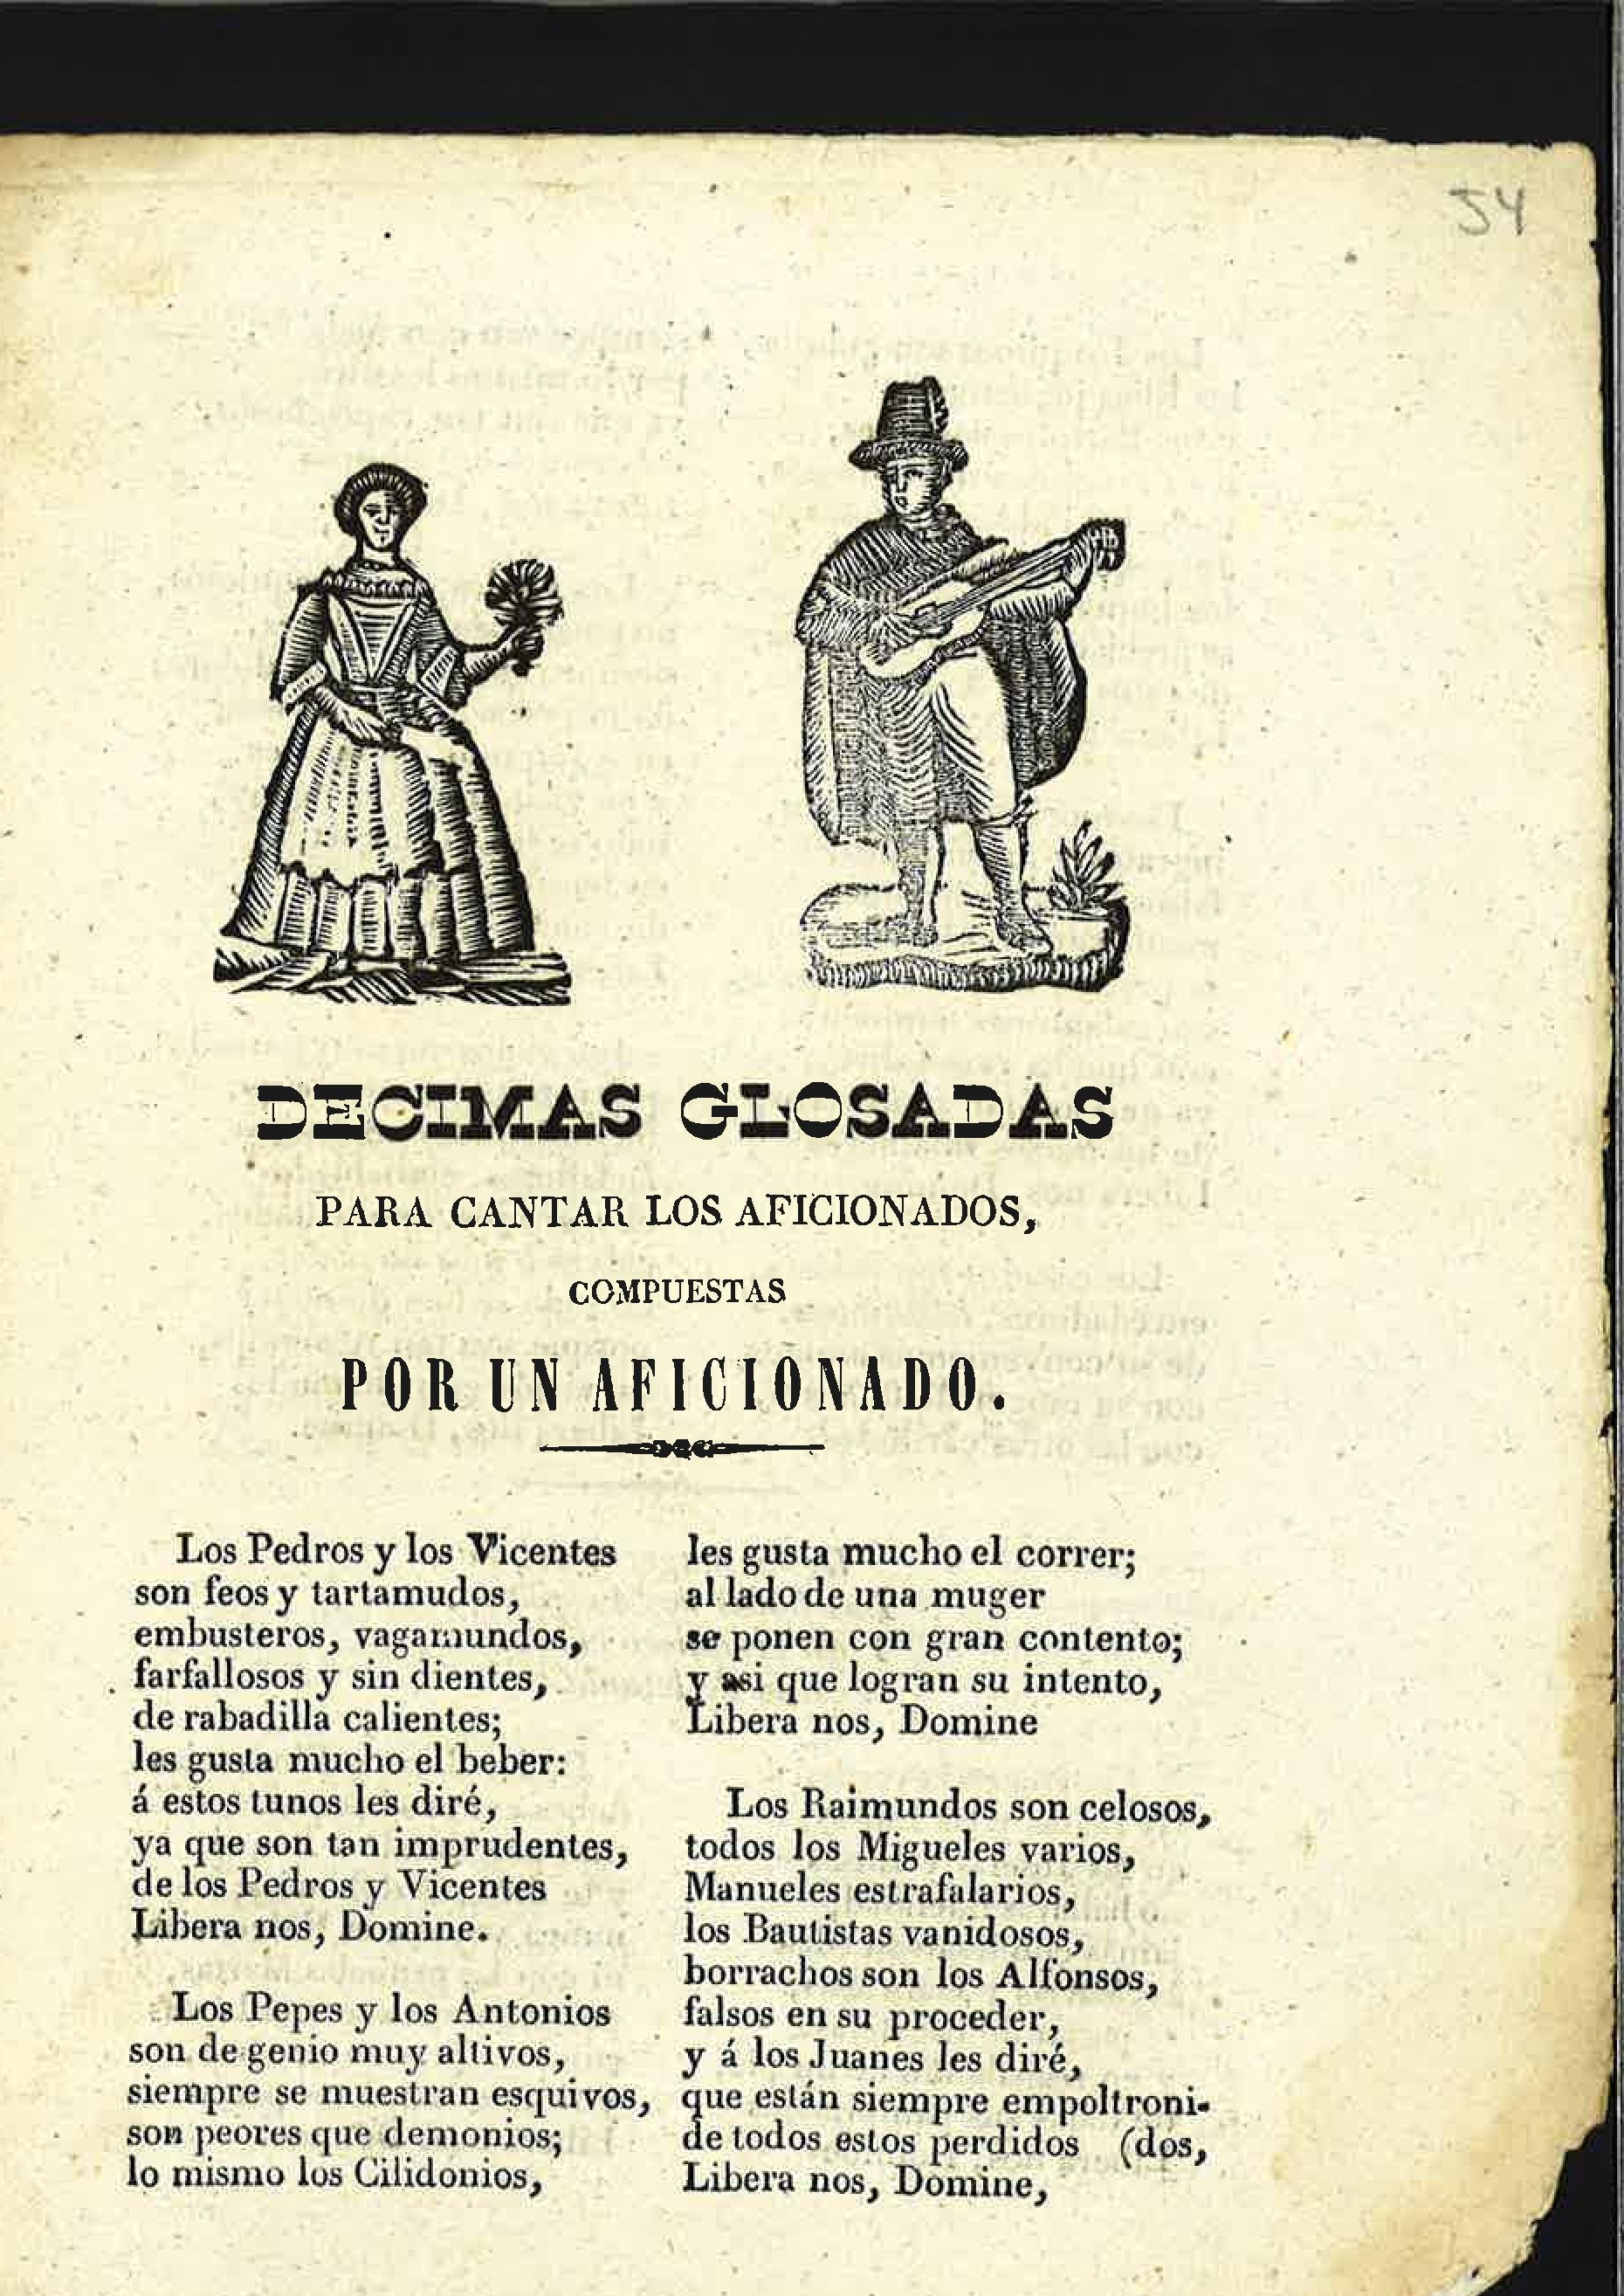 54
DECIMAS GLOSADAS
PARA CANTAR LOS AFICIONADOS,
COMPUESTAS
POR UN AFICIONADO.
Los Pedros y los Vicentes
son feos y tartamudos,
embusteros, vagamundos,
farfallosos y sin dientes,
de rabadilla calientes;
les gusta mucho el beber:
á estos tunos les diré,
ya que son tan imprudentes,
de los Pedros y Vicentes
Libera nos, Domine.
Los Pepes y los Antonios
son de genio muy altivos,
siempre se muestran esquivos,
son peores que demonios;
lo mismo los Cilidonios,
les gusta mucho el correr;
al lado de una muger
se ponen con gran contento;
y asi que logran su intento,
Libera nos, Domine
Los Raimundos son celosos,
todos los Migueles varios,
Manueles estrafalarios,
los Bautistas vanidosos,
borrachos son los Alfonsos,
falsos en su proceder,
y á los Juanes les diré,
que están siempre empoltroni-
de todos estos perdidos (dos,
Libera nos, Domine,